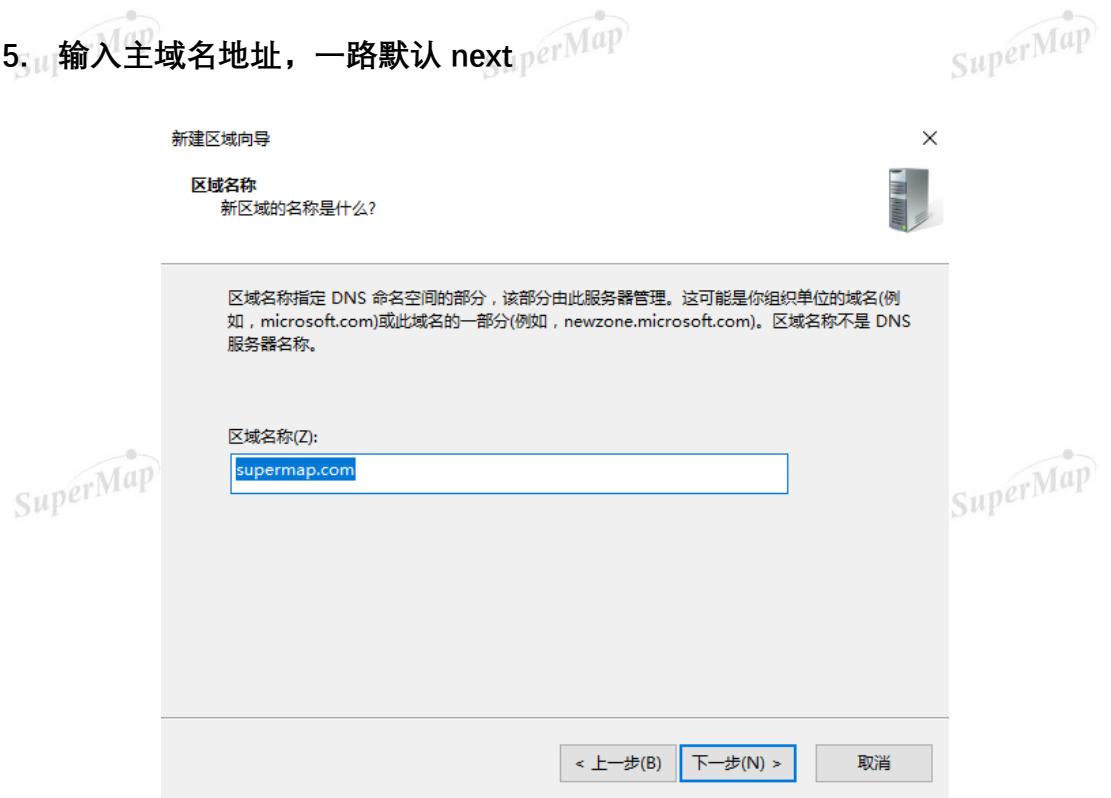 SuperMap SuperMap SuperMap
5. 输入主域名地址，一路默认 next
新建区域向导
区域名称
新区域的名称是什么?
区域名称指定 DNS 命名空间的部分，该部分由此服务器管理。这可能是你组织单位的域名(例
如，microsoft.com)或此域名的一部分(例如，newzone.microsoft.com)。区域名称不是 DNS
服务器名称。
区域名称(Z):
supermap.com
SuperMap SuperMap
< 上一步(B) 下一步(N) > 取消